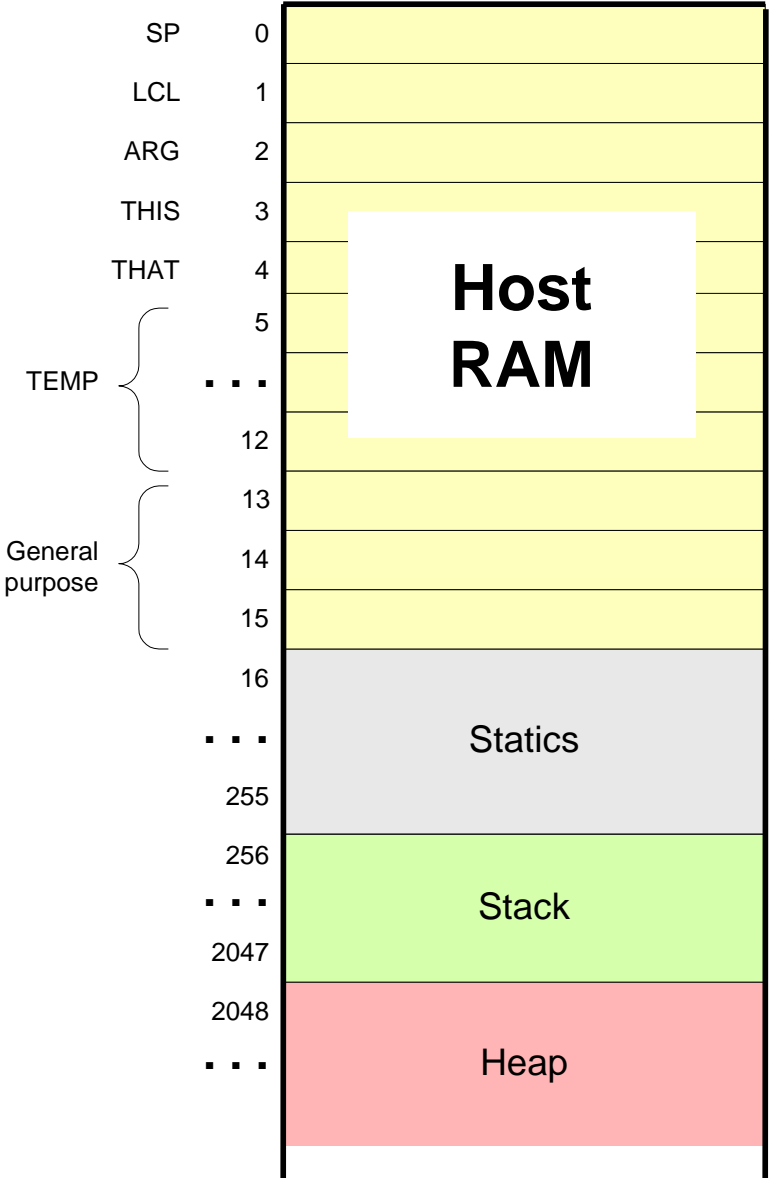 SP 0
LCL 1
ARG 2
THIS 3
THAT 4
Host
RAM
5
TEMP ...
12
13
General
purpose
14
15
16
... Statics
255
256
... Stack
2047
2048
... Heap